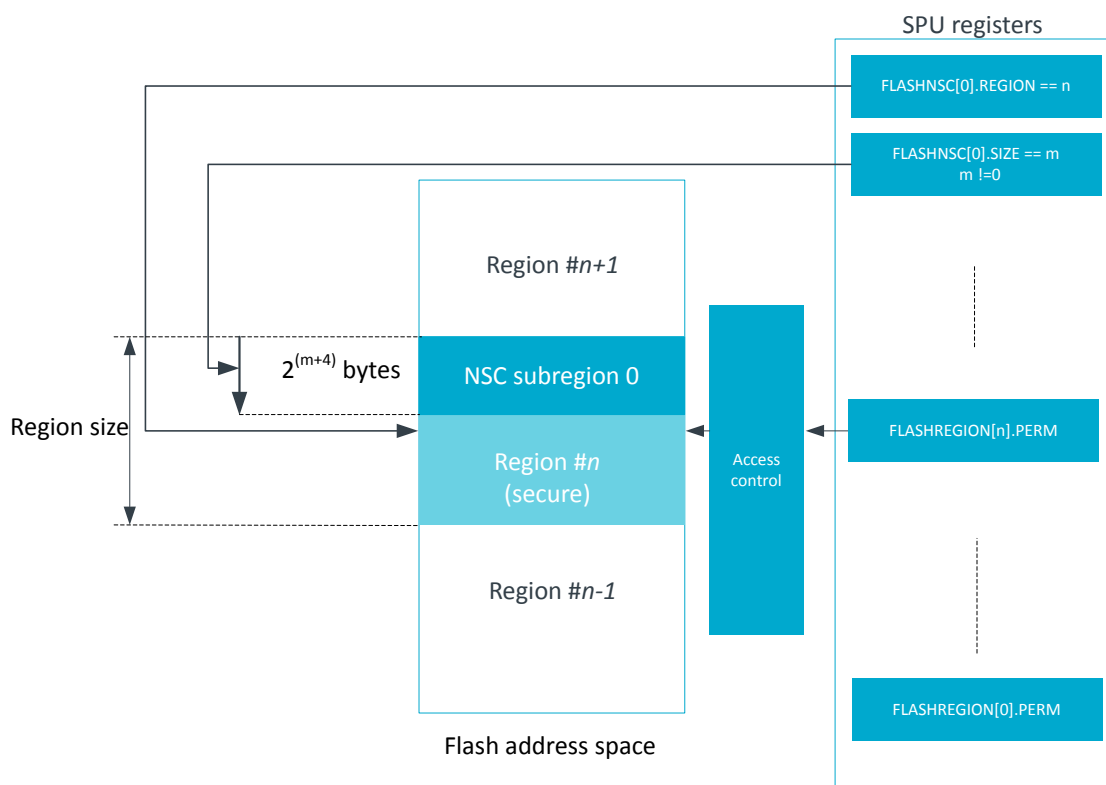 SPU registers
FLASHNSC[0].REGION == n
FLASHNSC[0].SIZE == m
m !=0
Region #n+1
2^(m+4) bytes
NSC subregion 0
Region size
FLASHREGION[n].PERM
Access
control
Region #n
(secure)
Region #n-1
FLASHREGION[0].PERM
Flash address space